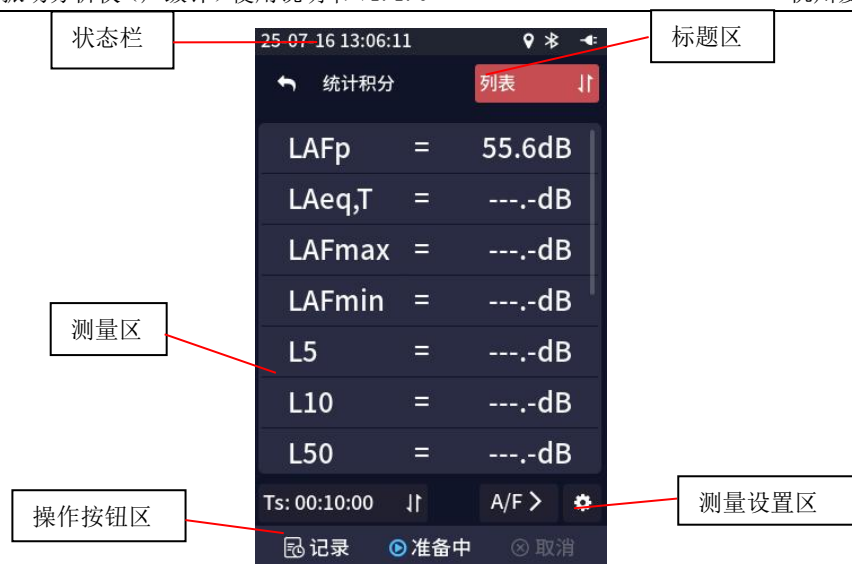 状态栏
25-07-16 13:06:11
标题区
统计积分
列表
LAFp = 55.6dB
LAeq,T = ---.-dB
LAFmax = ---.-dB
LAFmin = ---.-dB
测量区
L5 = ---.-dB
L10 = ---.-dB
L50 = ---.-dB
Ts: 00:10:00
A/F >
测量设置区
操作按钮区
记录
准备中
取消